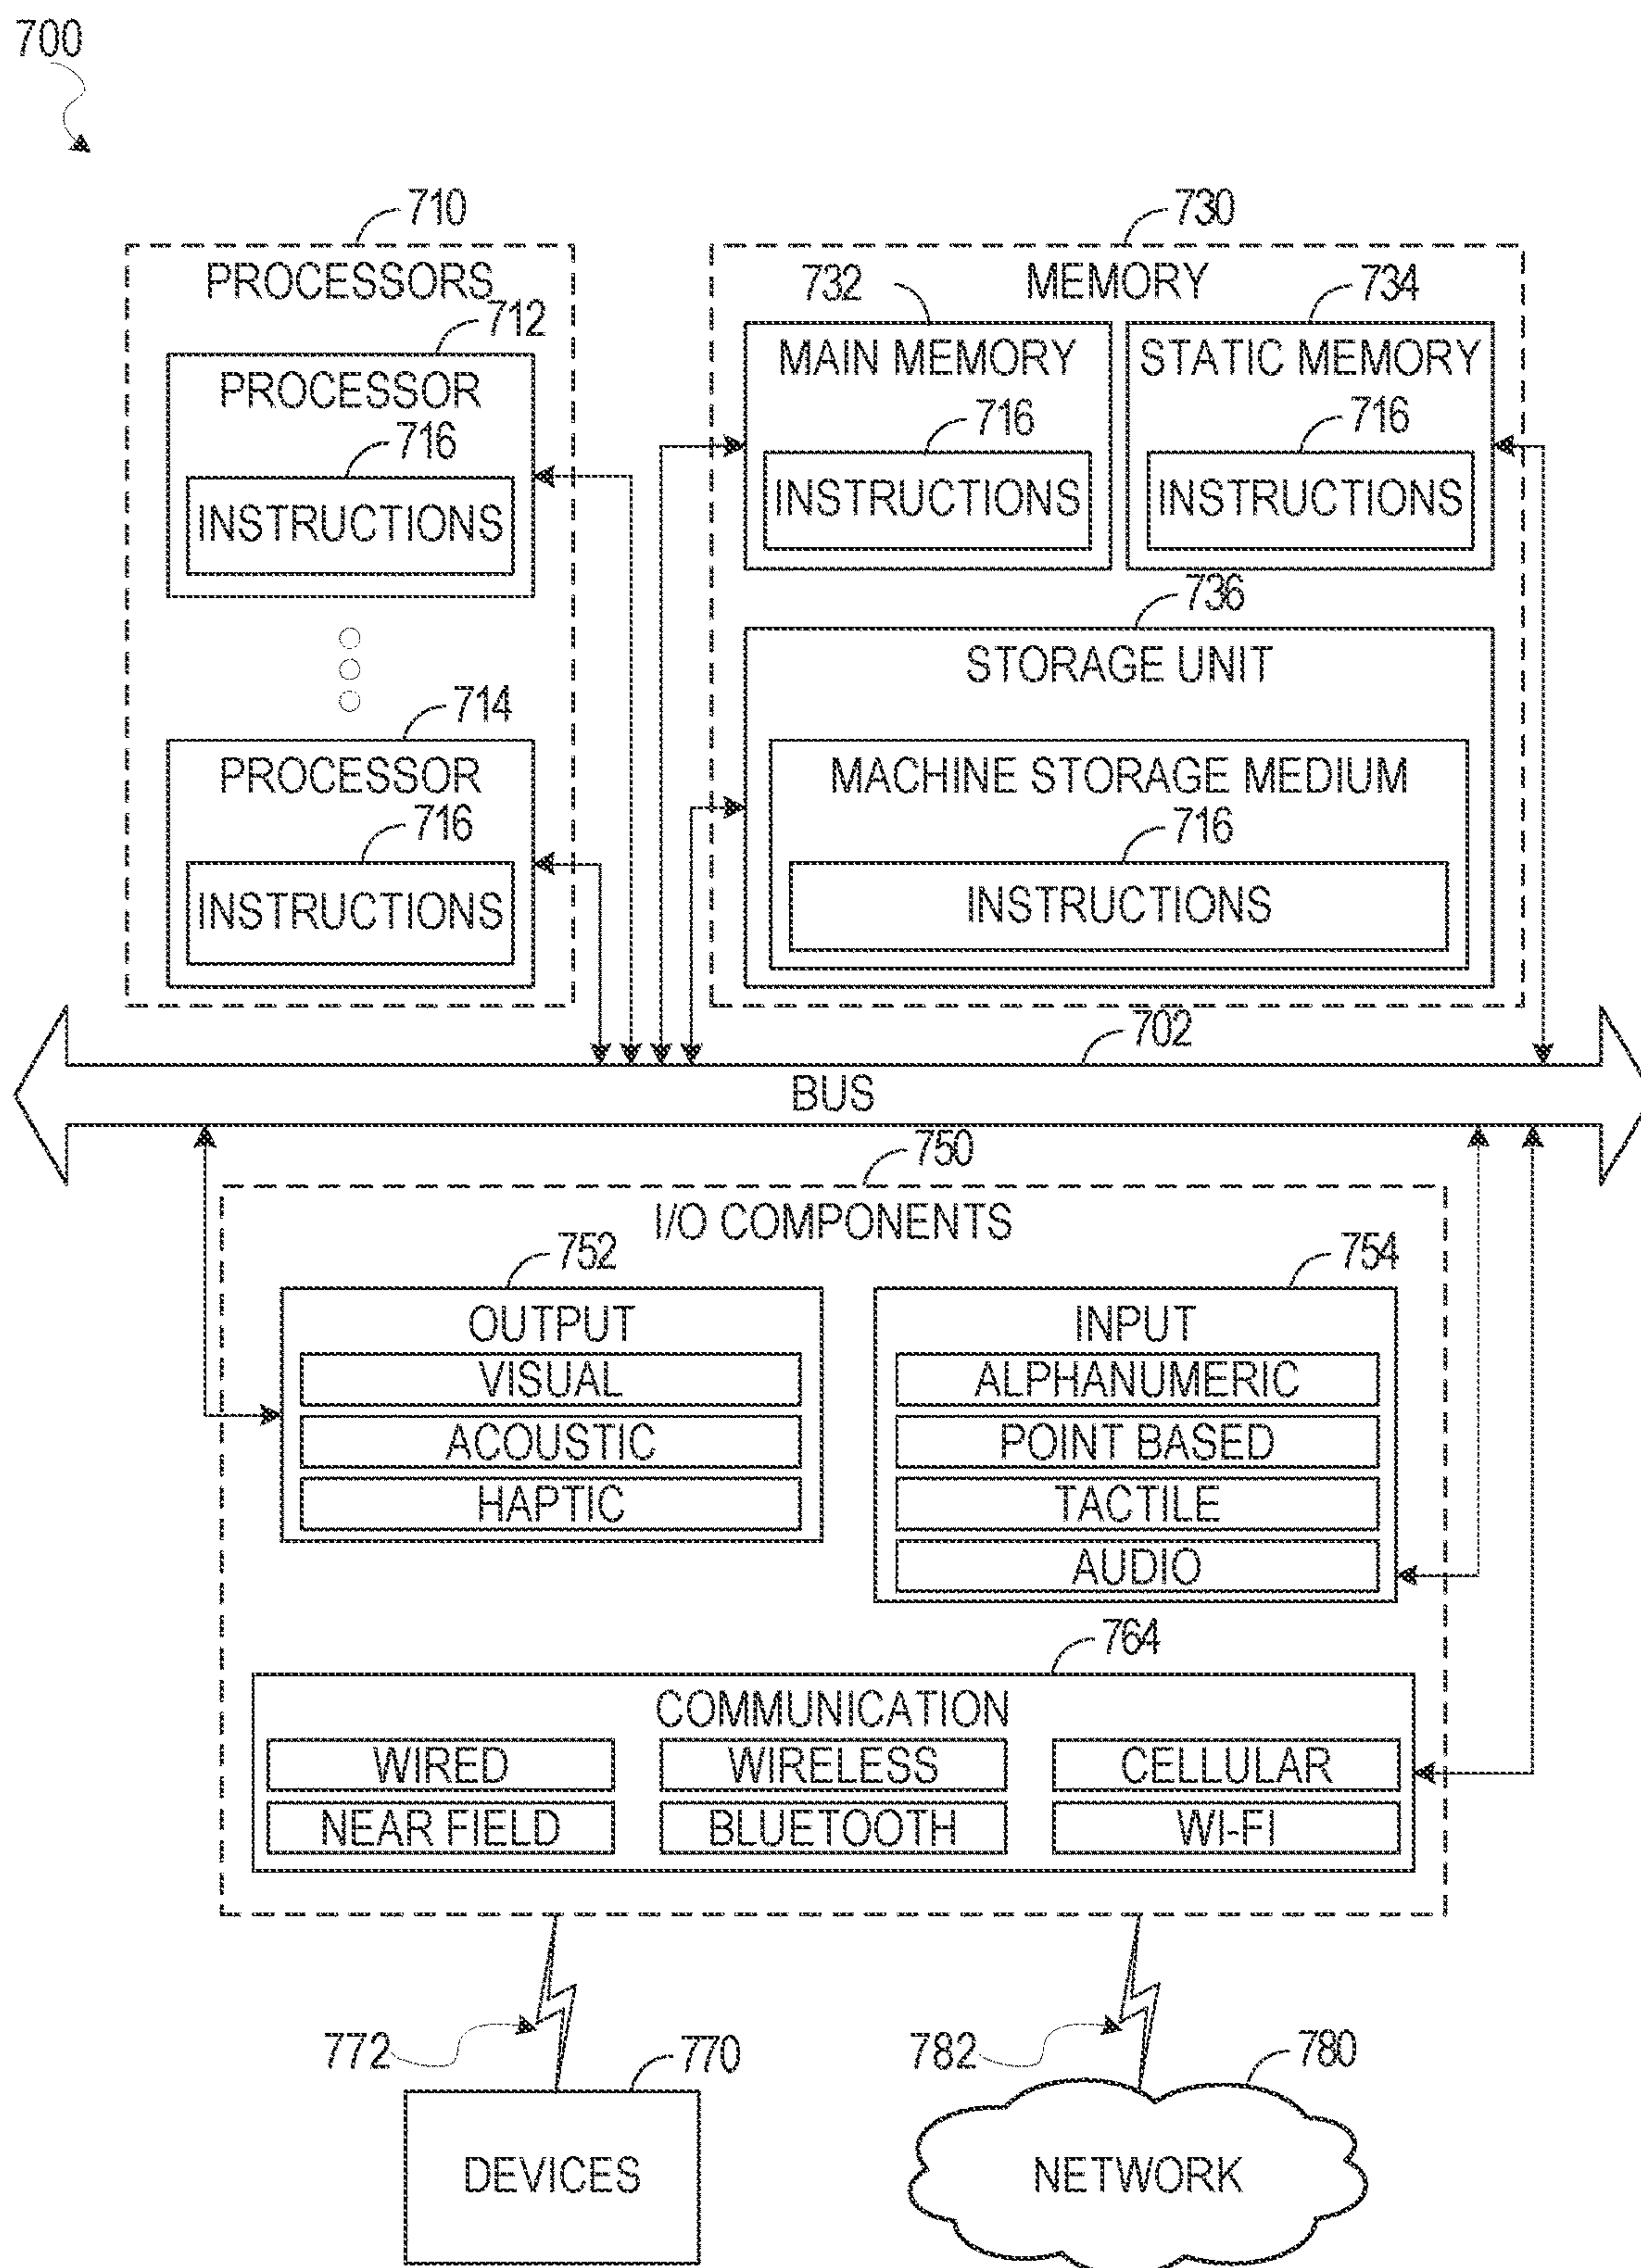 700
710
730
PROCESSORS
732
MEMORY
734
712
MAIN MEMORY
STATIC MEMORY
PROCESSOR
716
716
716
INSTRUCTIONS
INSTRUCTIONS
INSTRUCTIONS
736
STORAGE UNIT
714
PROCESSOR
MACHINE STORAGE MEDIUM
716
716
INSTRUCTIONS
INSTRUCTIONS
702
BUS
750
I/O COMPONENTS
752
754
OUTPUT
INPUT
VISUAL
ALPHANUMERIC
ACOUSTIC
POINT BASED
HAPTIC
TACTILE
AUDIO
764
COMMUNICATION
WIRED
WIRELESS
CELLULAR
NEAR FIELD
BLUETOOTH
WI-FI
772
770
782
780
DEVICES
NETWORK